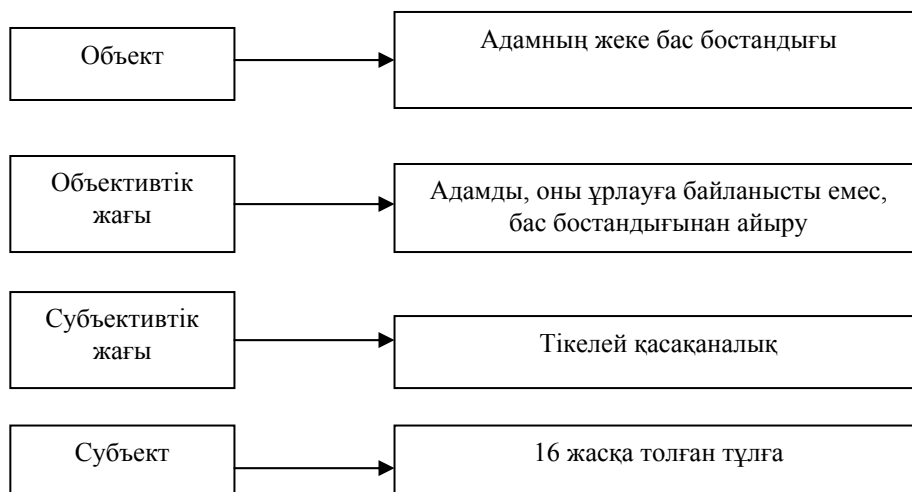 Объект
Адамның жеке бас бостандығы
Объективтік
жағы
Адамды, оны ұрлауға байланысты емес,
бас бостандығынан айыру
Субъективтік
жағы
Тікелей қасақаналық
Субъект
16 жасқа толған тұлға